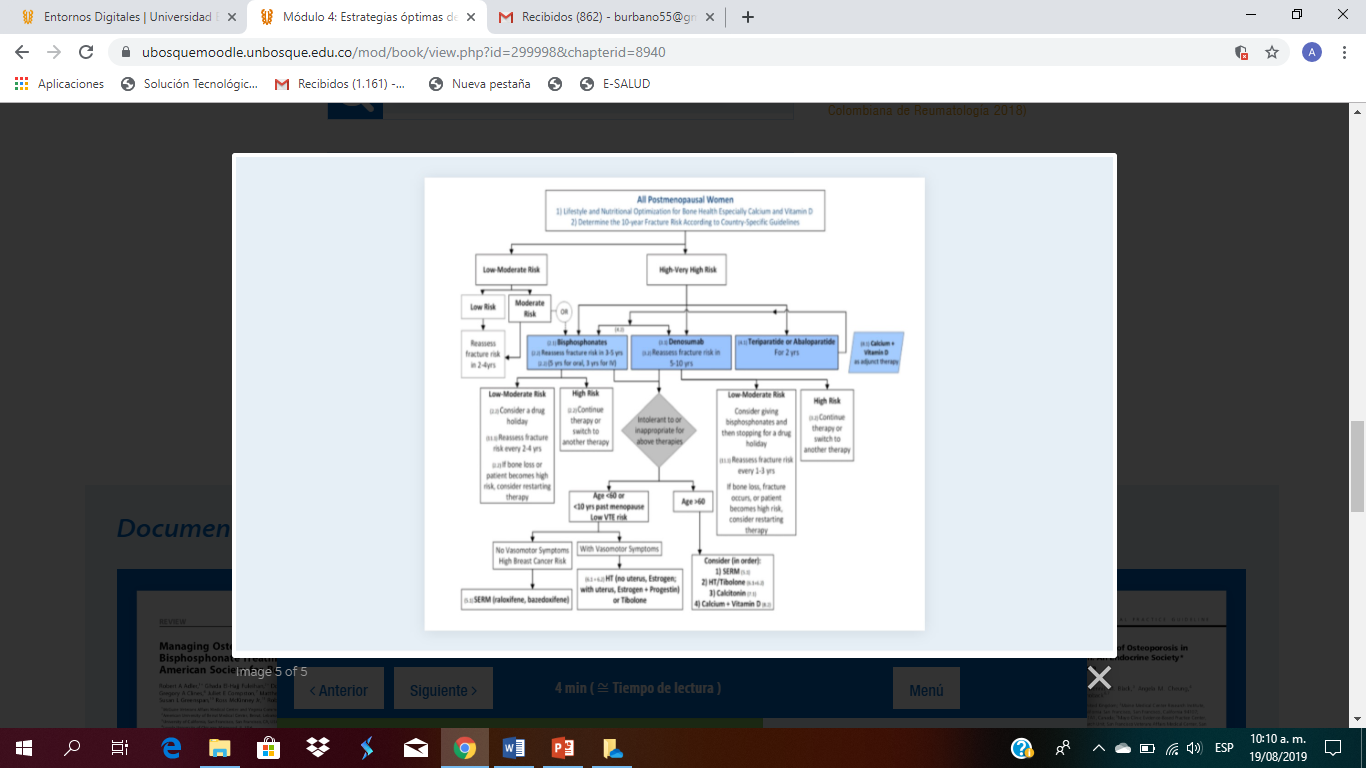 Entornos Digitales | Universidad E
Módulo 4: Estrategias óptimas de
Recibidos (862) - burbano55@gm
ubosquemoodle.unbosque.edu.co/mod/book/view.php?id=299998&chapterid=8940
A
Aplicaciones
Solución Tecnológic...
Recibidos (1.161) -...
Nueva pestaña
E-SALUD
Colombiana de Reumatología 2018)
All Postmenopausal Women
1) Lifestyle and Nutritional Optimization for Bone Health Especially Calcium and Vitamin D
2) Determine the 10-year Fracture Risk According to Country-Specific Guidelines
Low-Moderate Risk
High-Very High Risk
Low Risk
Moderate
Risk
OR
Reassess
fracture risk
in 2-4yrs
Bisphosphonates
Reassess fracture risk in 3-5 yrs
(5 yrs for oral, 3 yrs for IV)
Denosumab
Reassess fracture risk in
5-10 yrs
Teriparatide or Abaloparatide
For 2 yrs
Calcium +
Vitamin D
as adjunct therapy
Low-Moderate Risk
Consider a drug
holiday
Reassess fracture
risk every 2-4 yrs
If bone loss or
patient becomes high
risk, consider restarting
therapy
High Risk
Continue
therapy or
switch to
another therapy
Intolerant to or
inappropriate for
above therapies
Low-Moderate Risk
Consider giving
bisphosphonates and
then stopping for a drug
holiday
Reassess fracture risk
every 1-3 yrs
If bone loss, fracture
occurs, or patient
becomes high risk,
consider restarting
therapy
High Risk
Continue
therapy or
switch to
another therapy
Age <60 or
<10 yrs past menopause
Low VTE risk
Age >60
No Vasomotor Symptoms
High Breast Cancer Risk
With Vasomotor Symptoms
SERM (raloxifene, bazedoxifene)
HT (no uterus, Estrogen;
with uterus, Estrogen + Progestin)
or Tibolone
Consider (in order):
1) SERM
2) HT/Tibolone
3) Calcitonin
4) Calcium + Vitamin D
Documen
REVIEW
Managing Oste
Bisphosphonate Treatm
American Societ
of Osteoporosis in
Endocrine Society*
Image 5 of 5
< Anterior
Siguiente >
4 min ( ≅ Tiempo de lectura )
Menú
ESP
10:10 a. m.
19/08/2019